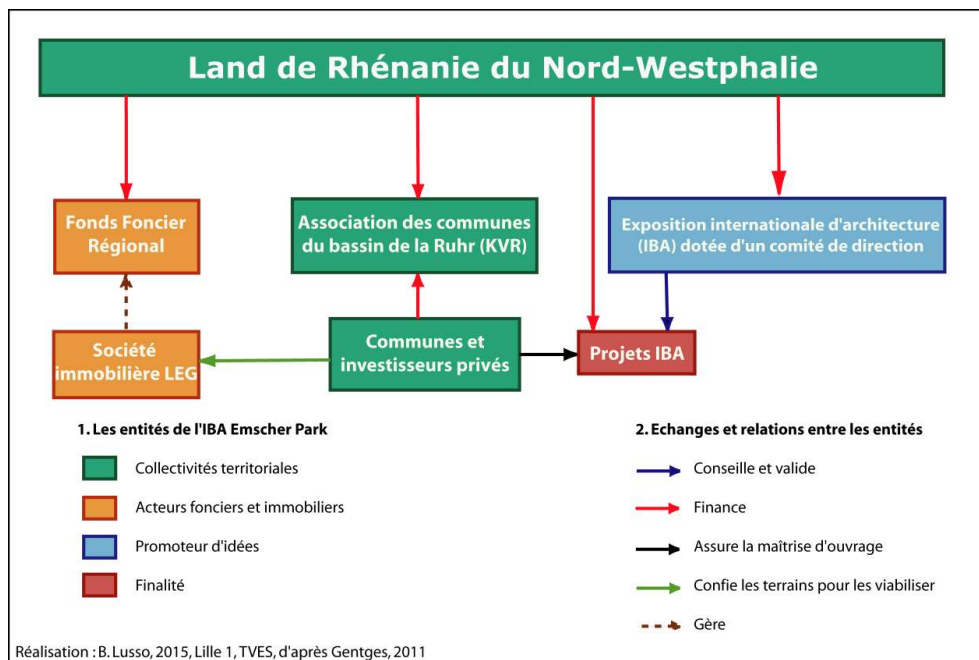 Land de Rhénanie du Nord-Westphalie
Fonds Foncier
Régional
Association des communes
du bassin de la Ruhr (KVR)
Exposition internationale d'architecture
(IBA) dotée d'un comité de direction
Société
immobilière LEG
Communes et
investisseurs privés
Projets IBA
1. Les entités de l'IBA Emscher Park
Collectivités territoriales
Acteurs fonciers et immobiliers
Promoteur d'idées
Finalité
2. Echanges et relations entre les entités
Conseille et valide
Finance
Assure la maîtrise d'ouvrage
Confie les terrains pour les viabiliser
Gère
Réalisation : B. Lusso, 2015, Lille 1, TVES, d'après Gentges, 2011